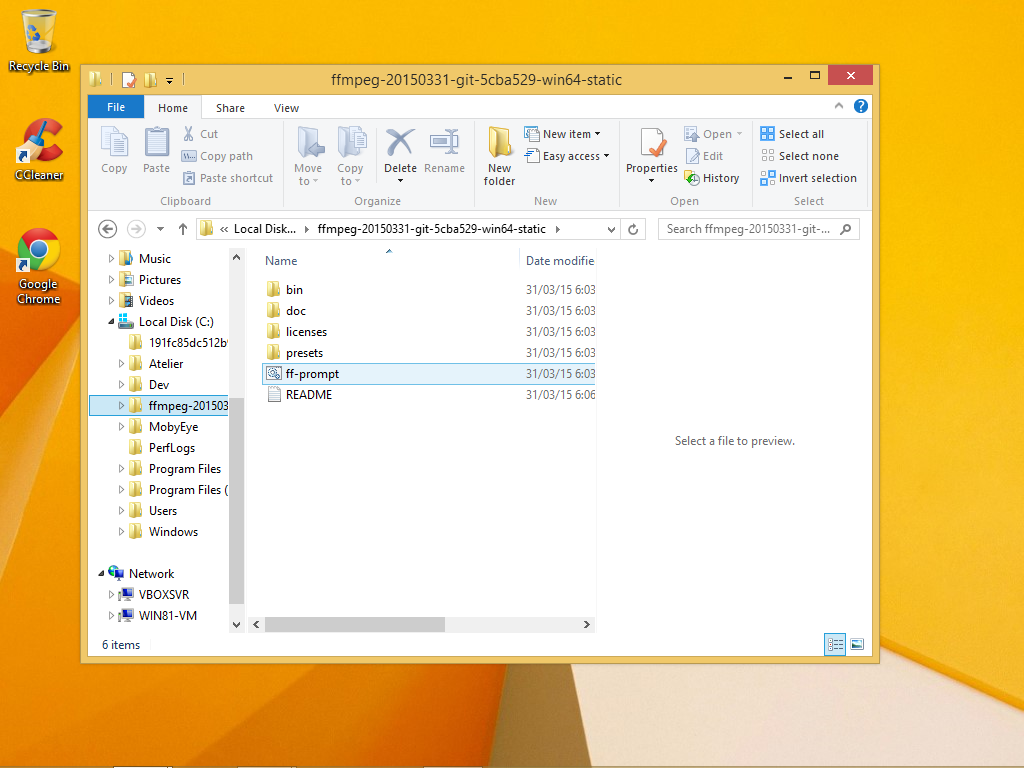 Recycle Bin
CCleaner
Google
Chrome
ffmpeg-20150331-git-5cba529-win64-static
File
Home
Share
View
Copy
Paste
Cut
Copy path
Paste shortcut
Clipboard
Move
to
Copy
to
Delete
Rename
Organize
New
folder
New item
Easy access
New
Properties
Open
Edit
History
Open
Select all
Select none
Invert selection
Select
« Local Disk... ffmpeg-20150331-git-5cba529-win64-static
Search ffmpeg-20150331-git-...
Music
Pictures
Videos
Local Disk (C:)
191fc85dc512b
Atelier
Dev
ffmpeg-201503
MobyEye
PerfLogs
Program Files
Program Files (
Users
Windows
Network
VBOXSVR
WIN81-VM
Name Date modifie
bin 31/03/15 6:03
doc 31/03/15 6:03
licenses 31/03/15 6:03
presets 31/03/15 6:03
ff-prompt 31/03/15 6:03
README 31/03/15 6:06
Select a file to preview.
6 items